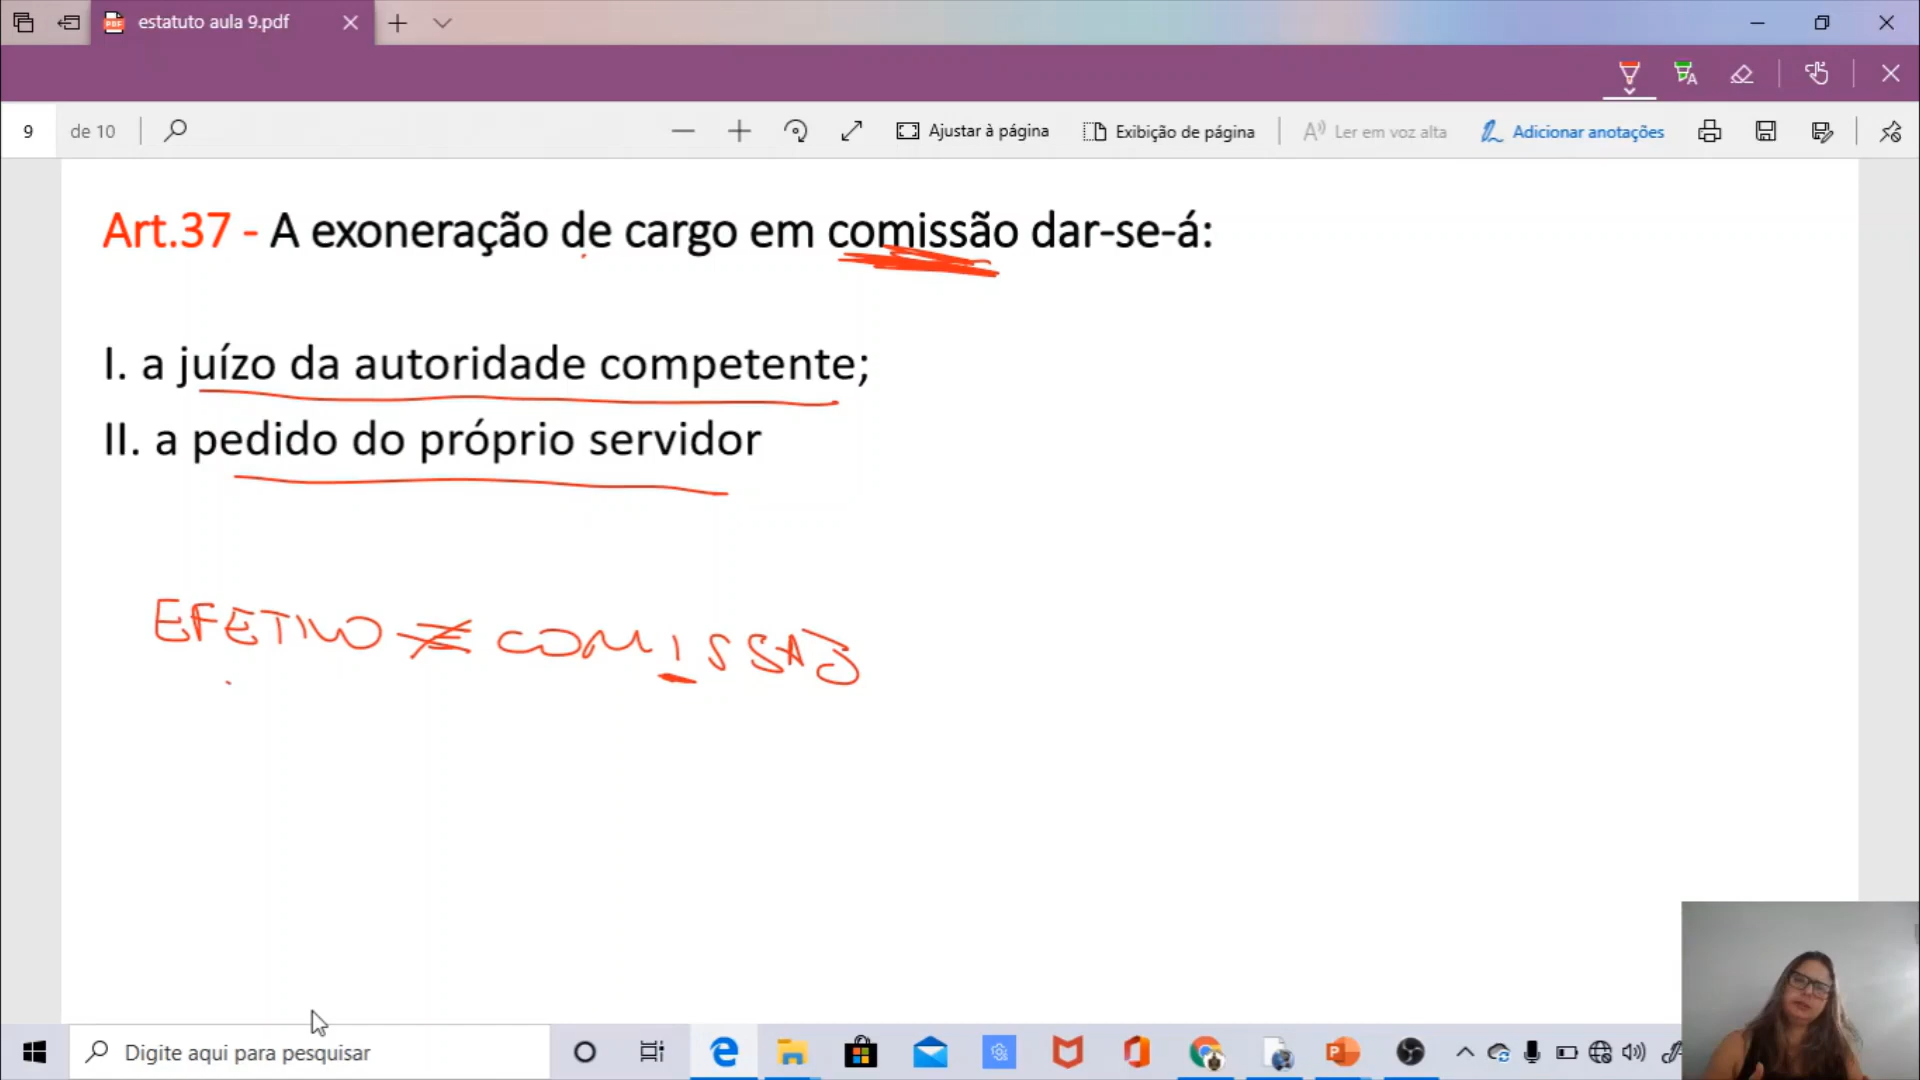 estatuto aula 9.pdf
9 de 10
Ajustar à página
Exibição de página
Ler em voz alta
Adicionar anotações
Art.37 - A exoneração de cargo em comissão dar-se-á:
I. a juízo da autoridade competente;
II. a pedido do próprio servidor
EFETIVO ≠ COMISSÃO
Digite aqui para pesquisar